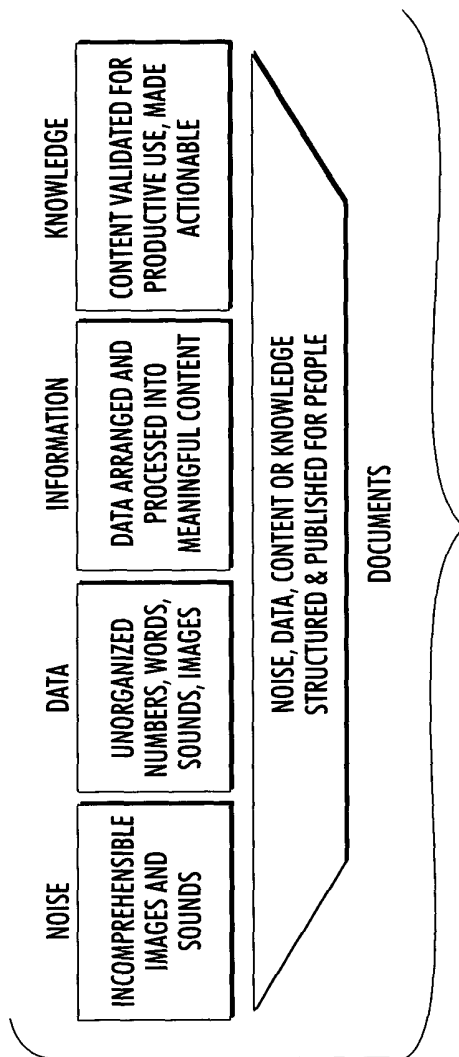 NOISE
INCOMPREHENSIBLE
IMAGES AND
SOUNDS
DATA
UNORGANIZED
NUMBERS, WORDS,
SOUNDS, IMAGES
INFORMATION
DATA ARRANGED AND
PROCESSED INTO
MEANINGFUL CONTENT
KNOWLEDGE
CONTENT VALIDATED FOR
PRODUCTIVE USE, MADE
ACTIONABLE
NOISE, DATA, CONTENT OR KNOWLEDGE
STRUCTURED & PUBLISHED FOR PEOPLE
DOCUMENTS